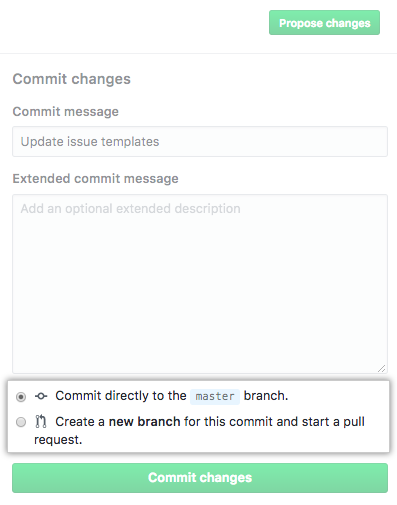 Propose changes
Commit changes
Commit message
Update issue templates
Extended commit message
Add an optional extended description
Commit directly to the master branch.
Create a new branch for this commit and start a pull
request.
Commit changes